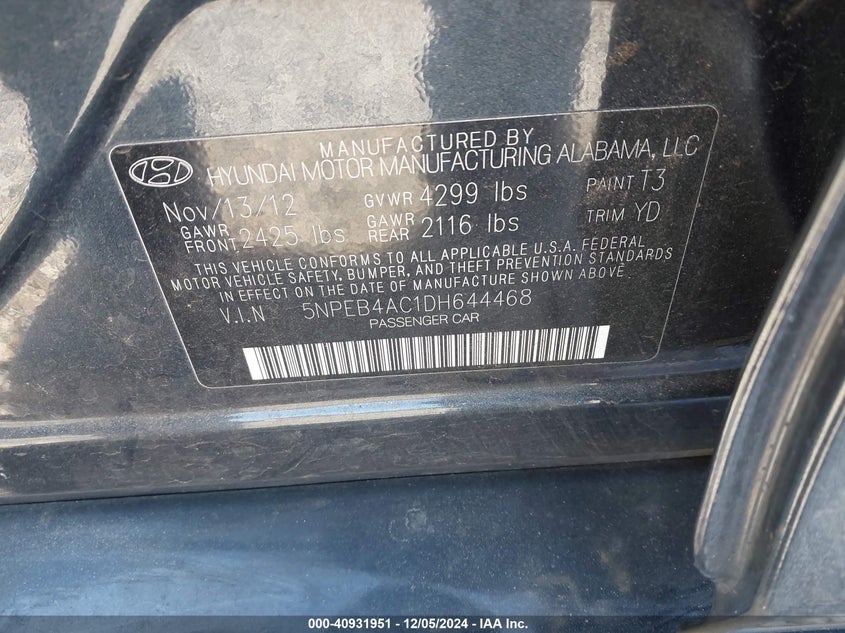 MANUFACTURED BY
HYUNDAI MOTOR MANUFACTURING ALABAMA, LLC
Nov/13/12 GVWR 4299 lbs PAINT T3
GAWR FRONT 2425 lbs GAWR REAR 2116 lbs TRIM YD
THIS VEHICLE CONFORMS TO ALL APPLICABLE U.S.A. FEDERAL
MOTOR VEHICLE SAFETY, BUMPER, AND THEFT PREVENTION STANDARDS
IN EFFECT ON THE DATE OF MANUFACTURE SHOWN ABOVE.
V.I.N 5NPEB4AC1DH644468
PASSENGER CAR
000-40931951 - 12/05/2024 - IAA Inc.